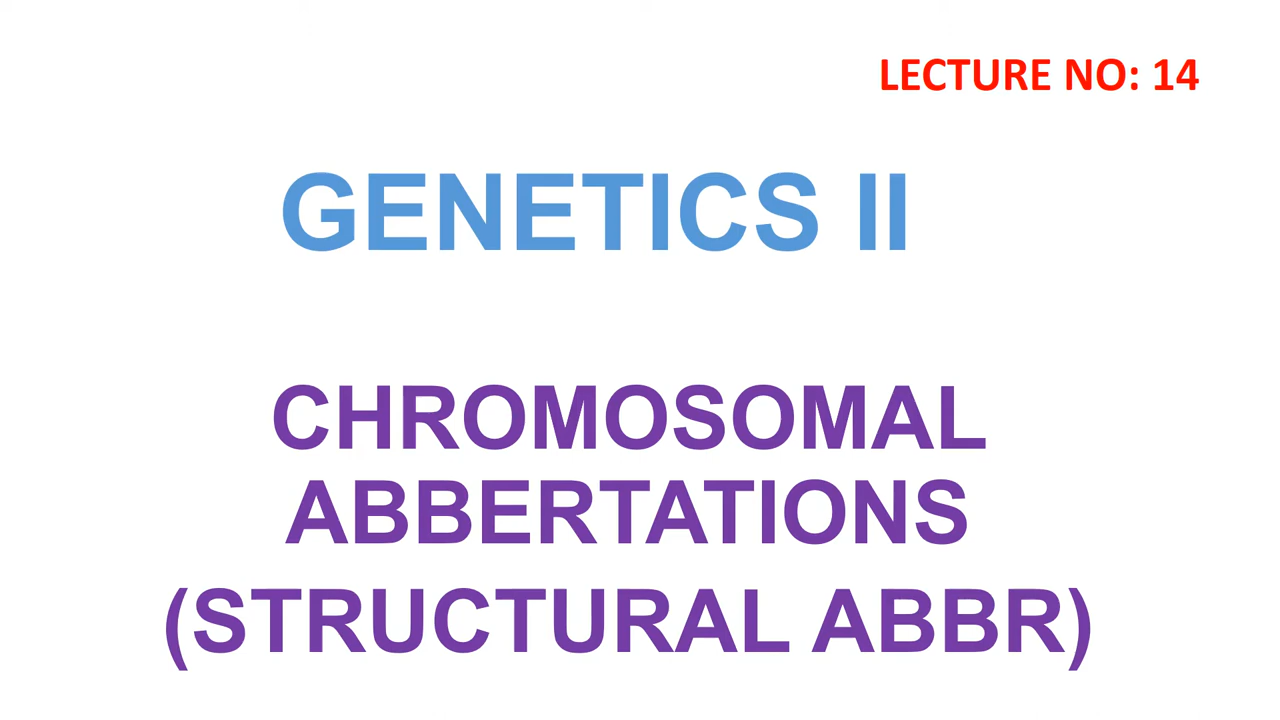 LECTURE NO: 14
GENETICS II
CHROMOSOMAL
ABBERTATIONS
(STRUCTURAL ABBR)